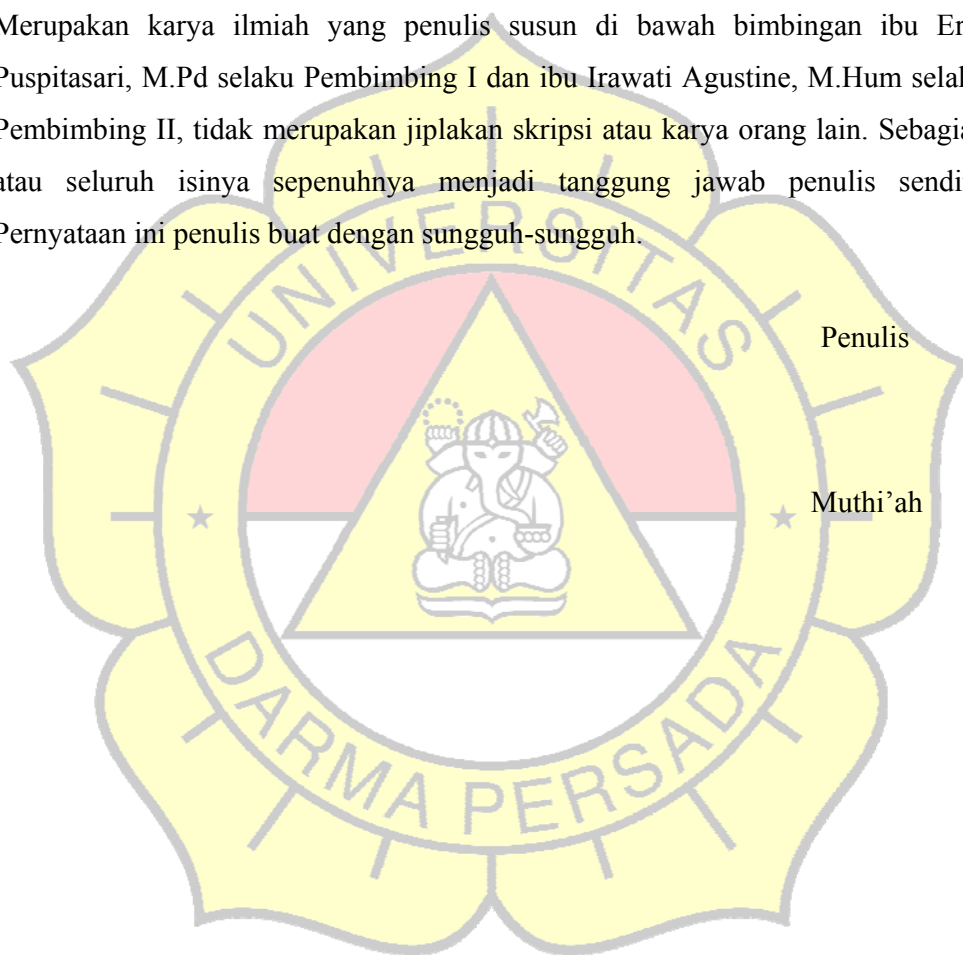 Merupakan karya ilmiah yang penulis susun di bawah bimbingan ibu
Puspitasari, M.Pd selaku Pembimbing I dan ibu Irawati Agustine, M.Hum
Pembimbing II, tidak merupakan jiplakan skripsi atau karya orang lain.
atau seluruh isinya sepenuhnya menjadi tanggung jawab penulis
Pernyataan ini penulis buat dengan sungguh-sungguh.
Penulis
Muthi’ah
UNIVERSITAS
DARMA PERSADA